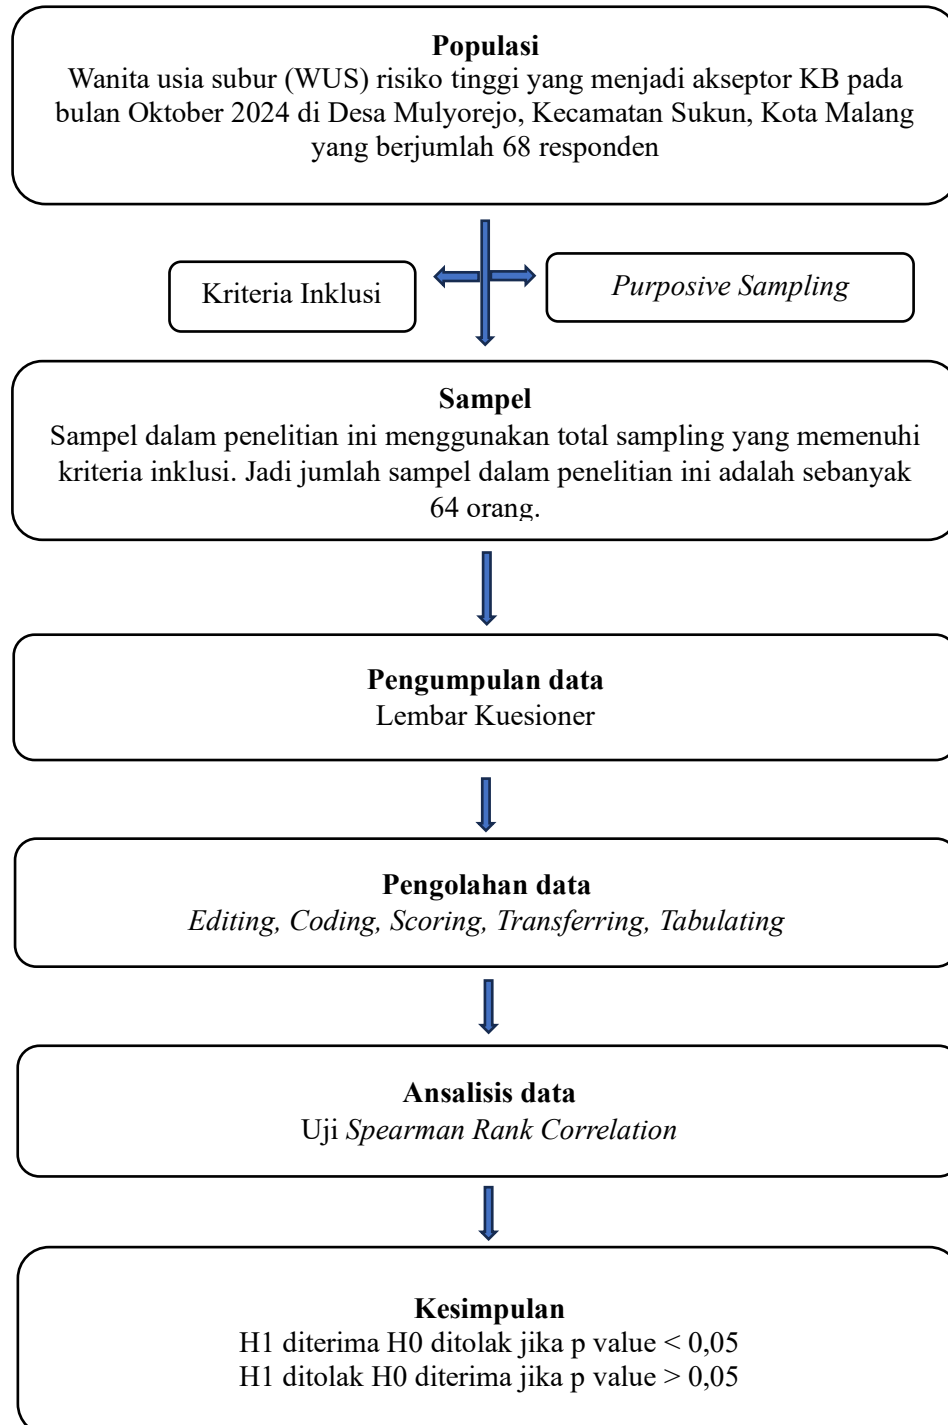 Populasi
Wanita usia subur (WUS) risiko tinggi yang menjadi akseptor KB pada
bulan Oktober 2024 di Desa Mulyorejo, Kecamatan Sukun, Kota Malang
yang berjumlah 68 responden
Kriteria Inklusi
Purposive Sampling
Sampel
Sampel dalam penelitian ini menggunakan total sampling yang memenuhi
kriteria inklusi. Jadi jumlah sampel dalam penelitian ini adalah sebanyak
64 orang.
Pengumpulan data
Lembar Kuesioner
Pengolahan data
Editing, Coding, Scoring, Transferring, Tabulating
Ansalisis data
Uji Spearman Rank Correlation
Kesimpulan
H1 diterima H0 ditolak jika p value < 0,05
H1 ditolak H0 diterima jika p value > 0,05